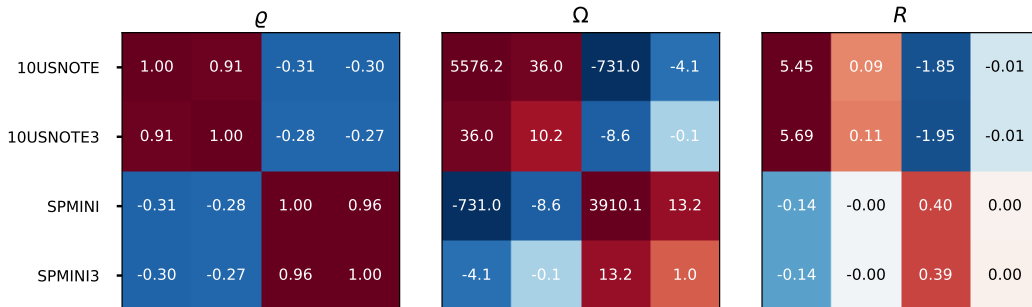 ϱ Ω R
10USNOTE 1.00 0.91 -0.31 -0.30 5576.2 36.0 -731.0 -4.1 5.45 0.09 -1.85 -0.01
10USNOTE3 0.91 1.00 -0.28 -0.27 36.0 10.2 -8.6 -0.1 5.69 0.11 -1.95 -0.01
SPMINI -0.31 -0.28 1.00 0.96 -731.0 -8.6 3910.1 13.2 -0.14 -0.00 0.40 0.00
SPMINI3 -0.30 -0.27 0.96 1.00 -4.1 -0.1 13.2 1.0 -0.14 -0.00 0.39 0.00